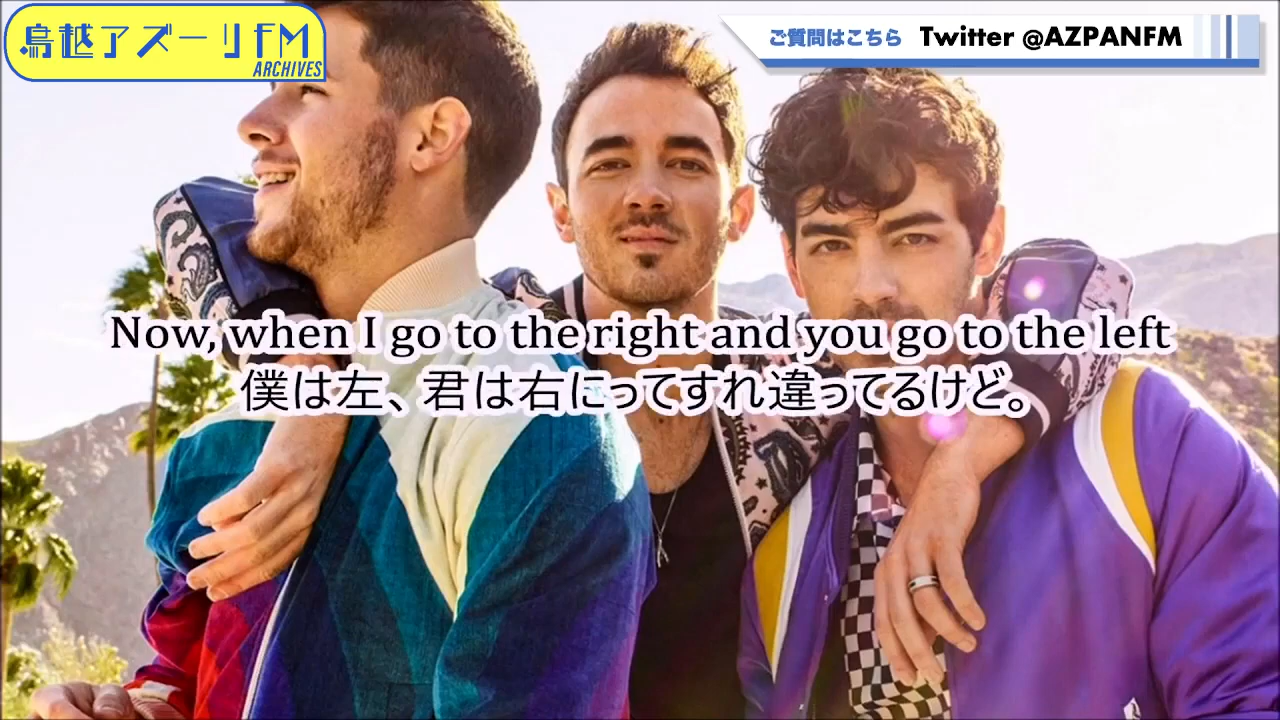 鳥越アズーリFM
ARCHIVES
ご質問はこちら Twitter @AZPANFM
Now, when I go to the right and you go to the left
僕は左、君は右にってすれ違ってるけど。